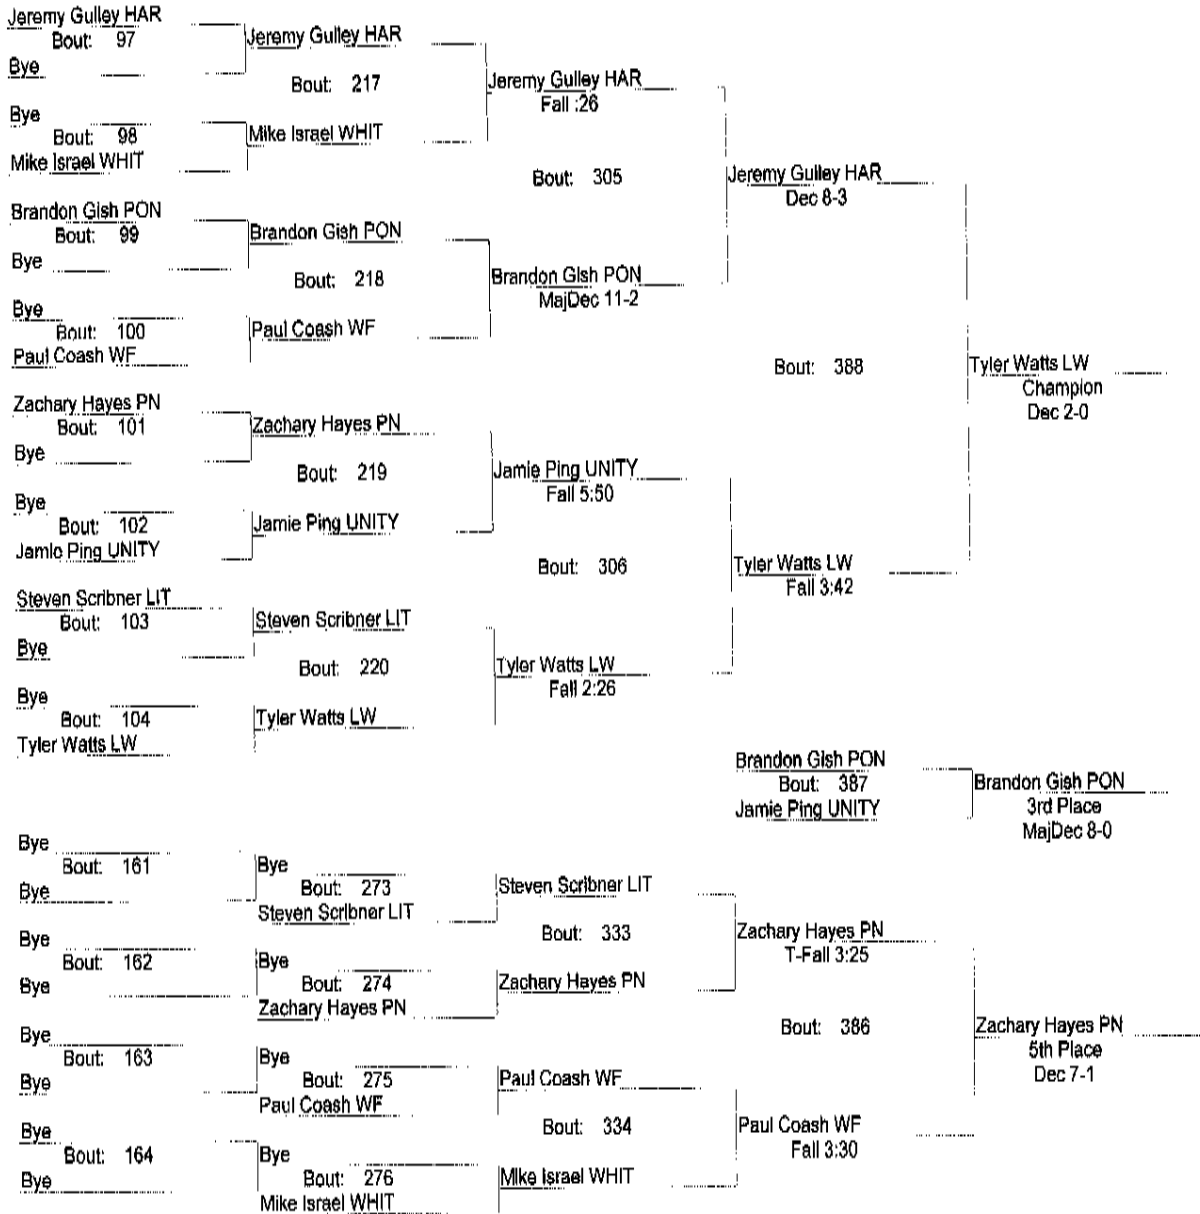 Jeremy Gulley HAR
Bout: 97
Bye
Bye
Bout: 98
Mike Israel WHIT
Brandon Gish PON
Bout: 99
Bye
Bye
Bout: 100
Paul Coash WF
Zachary Hayes PN
Bout: 101
Bye
Bye
Bout: 102
Jamie Ping UNITY
Steven Scribner LIT
Bout: 103
Bye
Bye
Bout: 104
Tyler Watts LW
Jeremy Gulley HAR
Bout: 217
Mike Israel WHIT
Brandon Gish PON
Bout: 218
Paul Coash WF
Zachary Hayes PN
Bout: 219
Jamie Ping UNITY
Steven Scribner LIT
Bout: 220
Tyler Watts LW
Jeremy Gulley HAR
Fall :26
Bout: 305
Brandon Gish PON
MajDec 11-2
Jamie Ping UNITY
Fall 5:50
Bout: 306
Tyler Watts LW
Fall 2:26
Jeremy Gulley HAR
Dec 8-3
Bout: 388
Tyler Watts LW
Fall 3:42
Tyler Watts LW
Champion
Dec 2-0
Brandon Gish PON
Bout: 387
Jamie Ping UNITY
Brandon Gish PON
3rd Place
MajDec 8-0
Bye
Bout: 161
Bye
Bye
Bout: 162
Bye
Bye
Bout: 163
Bye
Bye
Bout: 164
Bye
Bye
Bout: 273
Steven Scribner LIT
Bye
Bout: 274
Zachary Hayes PN
Bye
Bout: 275
Paul Coash WF
Bye
Bout: 276
Mike Israel WHIT
Steven Scribner LIT
Bout: 333
Zachary Hayes PN
Paul Coash WF
Bout: 334
Mike Israel WHIT
Zachary Hayes PN
T-Fall 3:25
Bout: 386
Paul Coash WF
Fall 3:30
Zachary Hayes PN
5th Place
Dec 7-1